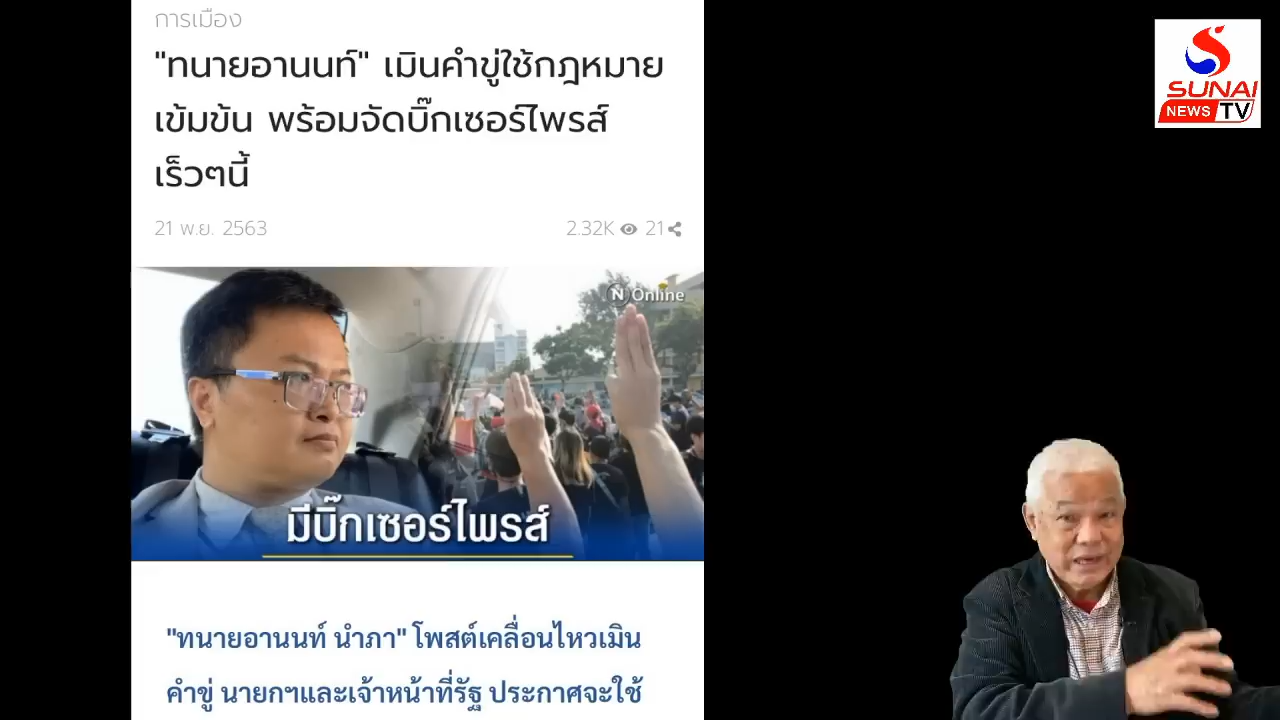 การเมือง
"ทนายอานนท์" เมินคำขู่ใช้กฎหมาย
เข้มข้น พร้อมจัดบิ๊กเซอร์ไพรส์
เร็วๆนี้
21 พ.ย. 2563
2.32K 21
N Online
มีบิ๊กเซอร์ไพรส์
"ทนายอานนท์ นำภา" โพสต์เคลื่อนไหวเมิน
คำขู่ นายกฯและเจ้าหน้าที่รัฐ ประกาศจะใช้
SUNAI
NEWS TV